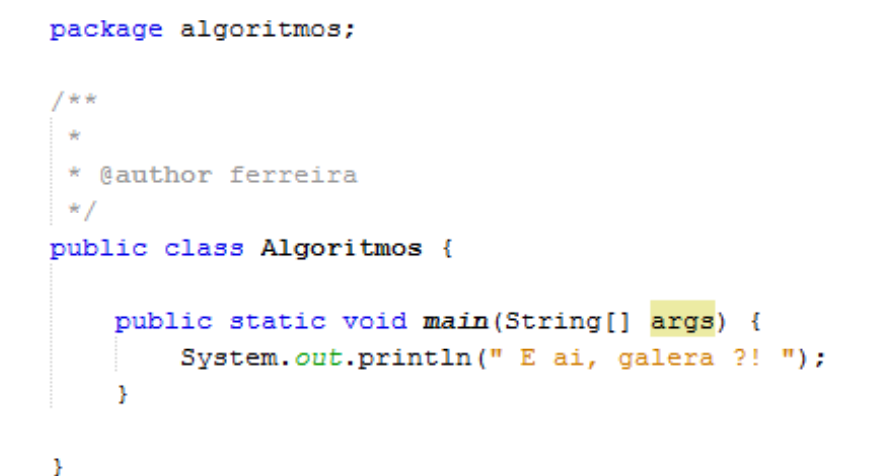 package algoritmos;
/**
 *
 * @author ferreira
 */
public class Algoritmos {
    public static void main(String[] args) {
        System.out.println(" E ai, galera ?! ");
    }
}